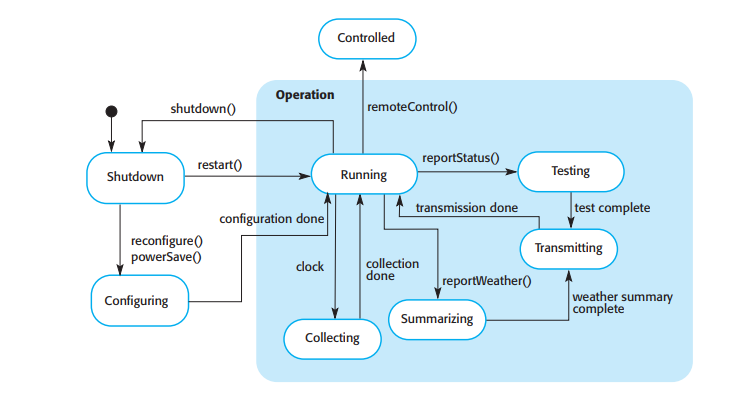 Controlled
Operation
shutdown()
remoteControl()
restart()
reportStatus()
Shutdown
Running
Testing
configuration done
transmission done
test complete
reconfigure()
powerSave()
Transmitting
clock
collection
done
reportWeather()
Configuring
weather summary
complete
Summarizing
Collecting